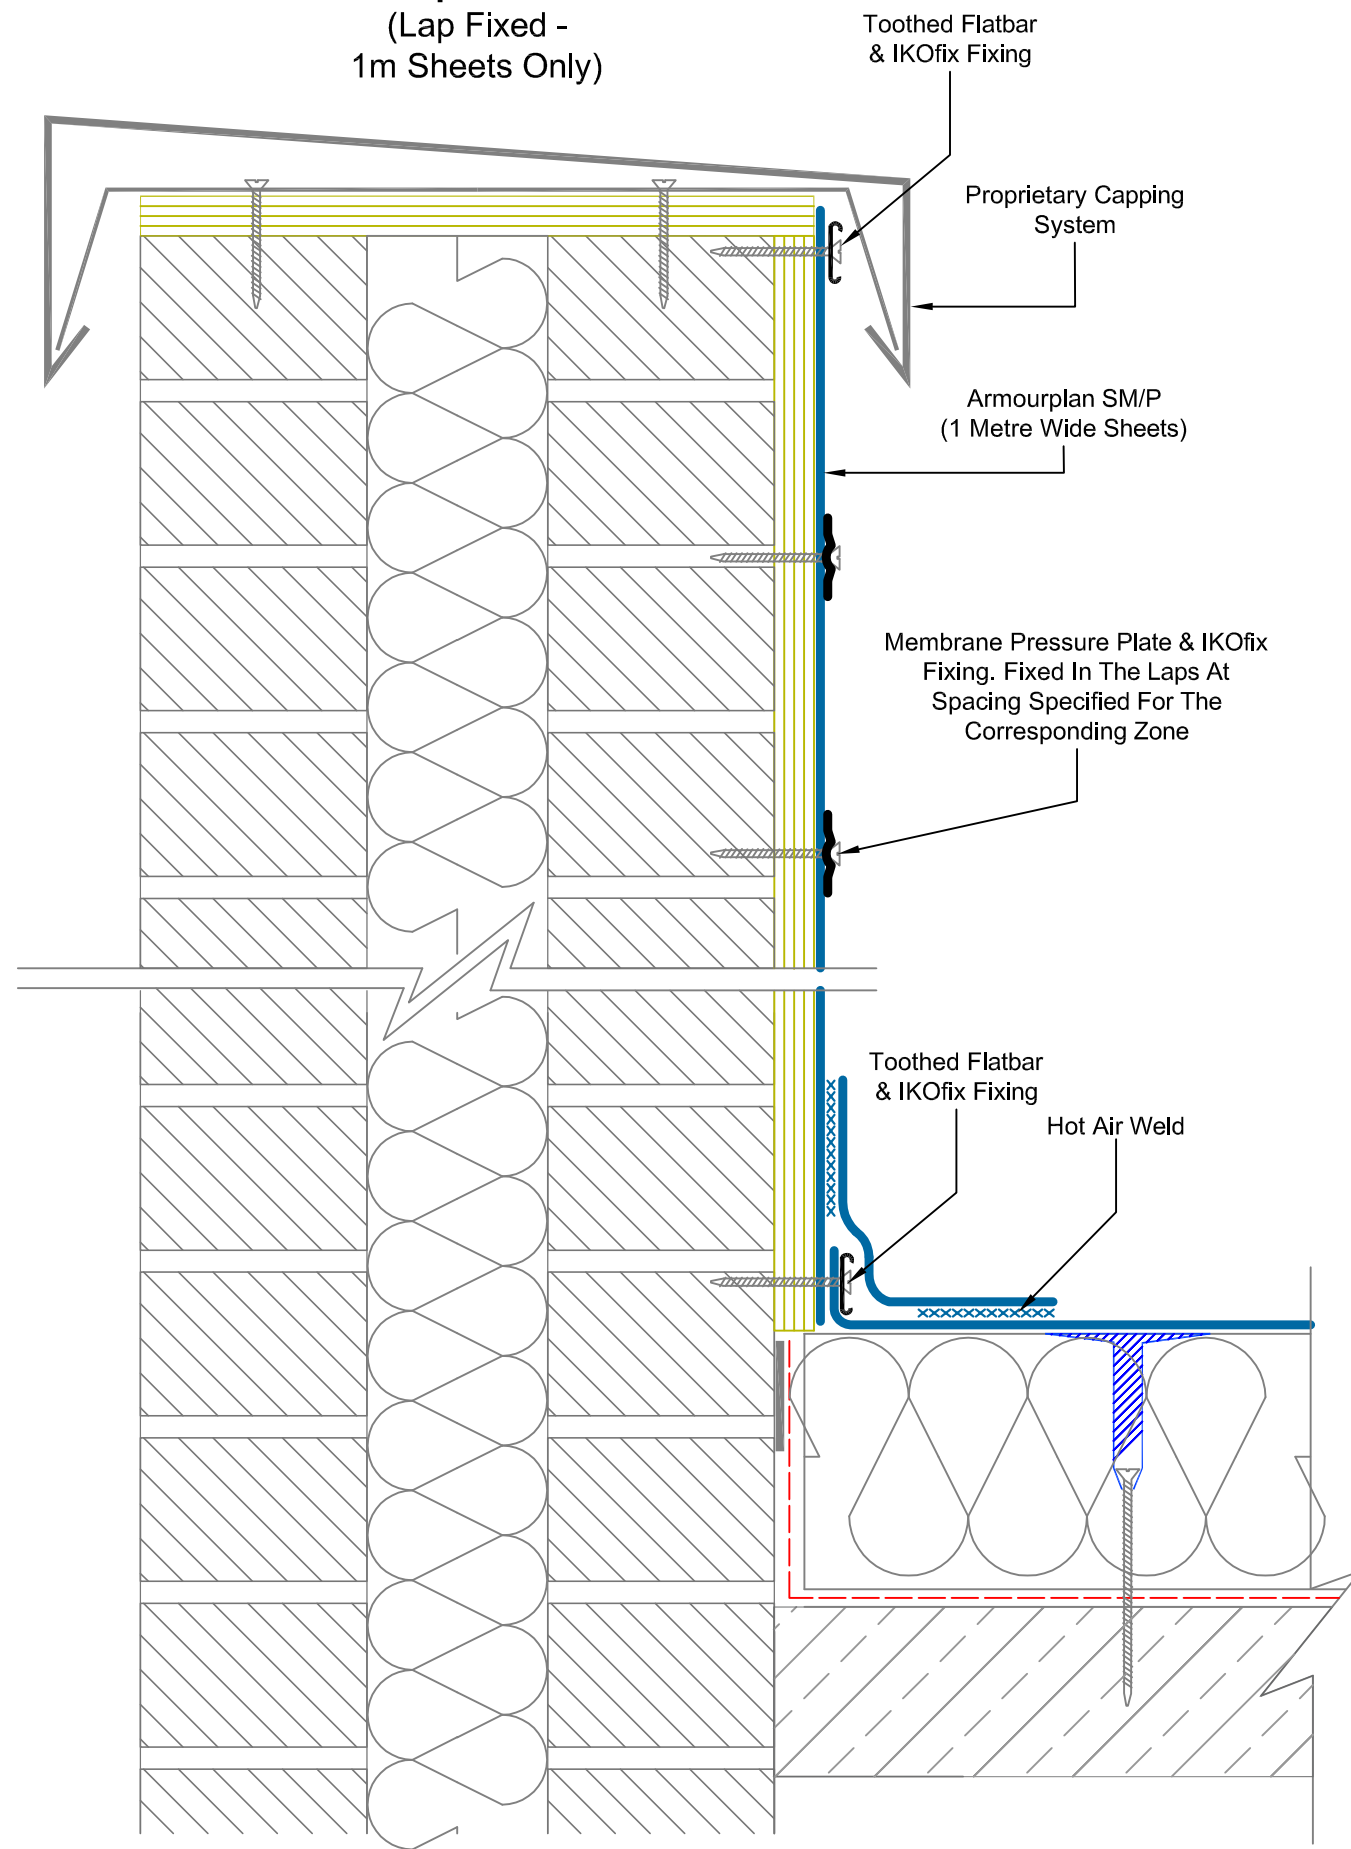 (Lap Fixed -
1m Sheets Only)
Toothed Flatbar
& IKOfix Fixing
Proprietary Capping
System
Armourplan SM/P
(1 Metre Wide Sheets)
Membrane Pressure Plate & IKOfix
Fixing. Fixed In The Laps At
Spacing Specified For The
Corresponding Zone
Toothed Flatbar
& IKOfix Fixing
Hot Air Weld